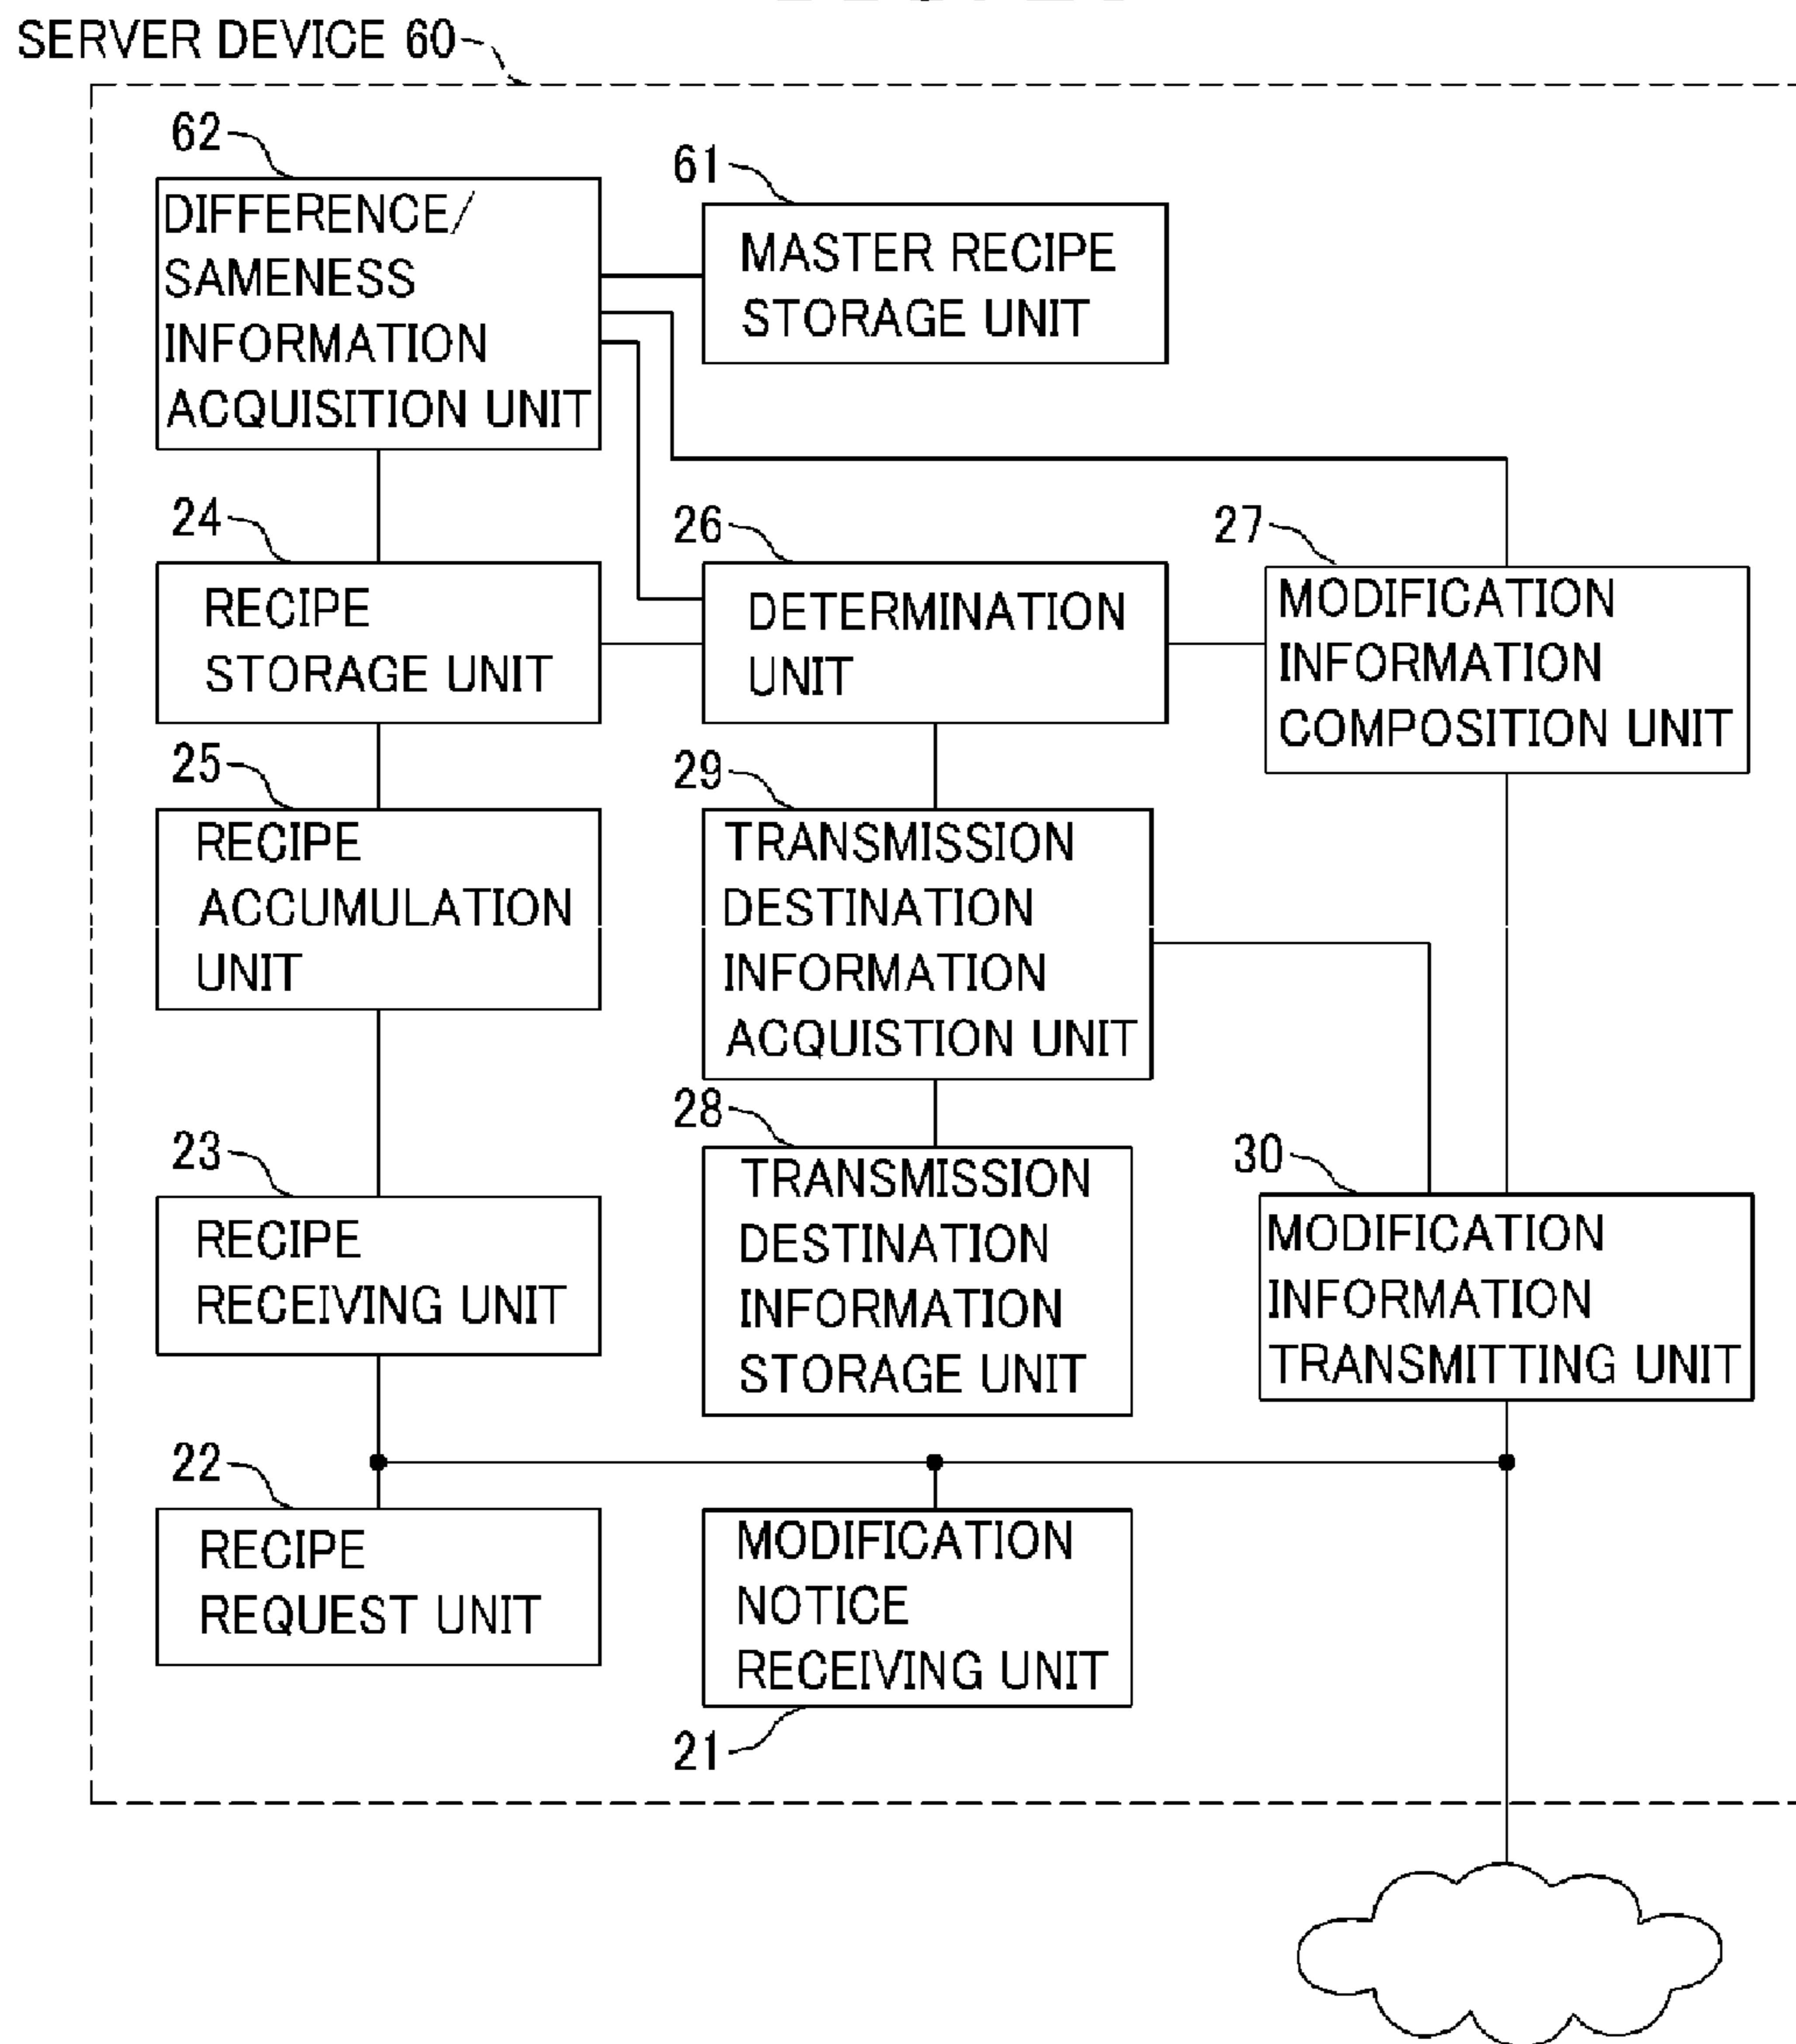 SERVER DEVICE 60
62
DIFFERENCE/
SAMENESS
INFORMATION
ACQUISITION UNIT
61
MASTER RECIPE
STORAGE UNIT
24
RECIPE
STORAGE UNIT
26
DETERMINATION
UNIT
27
MODIFICATION
INFORMATION
COMPOSITION UNIT
25
RECIPE
ACCUMULATION
UNIT
29
TRANSMISSION
DESTINATION
INFORMATION
ACQUISTION UNIT
23
RECIPE
RECEIVING UNIT
28
TRANSMISSION
DESTINATION
INFORMATION
STORAGE UNIT
30
MODIFICATION
INFORMATION
TRANSMITTING UNIT
22
RECIPE
REQUEST UNIT
MODIFICATION
NOTICE
RECEIVING UNIT
21